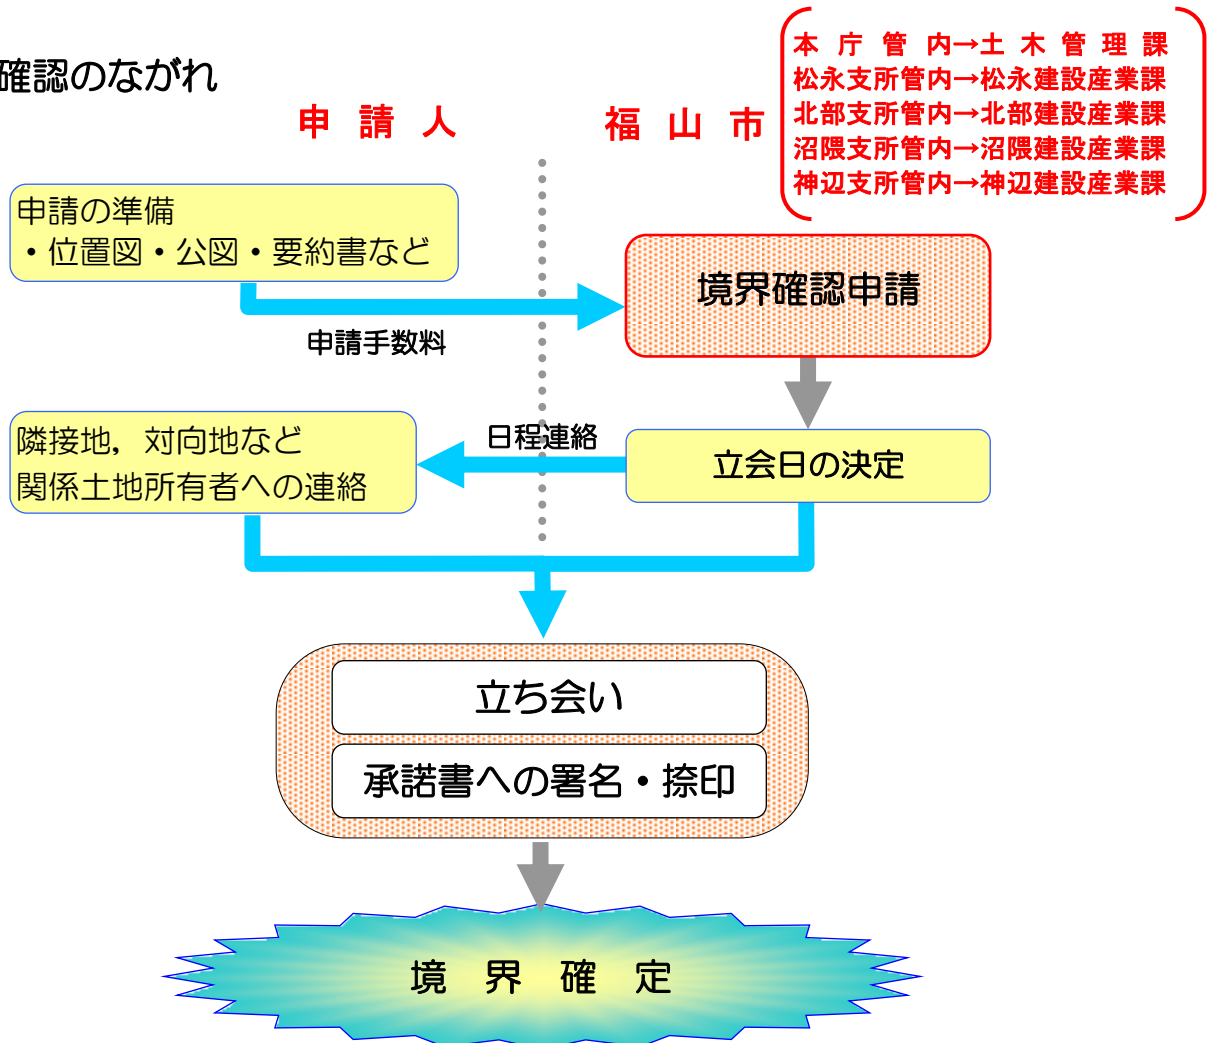 確認のながれ
申請人
福山市
本庁管内→土木管理課
松永支所管内→松永建設産業課
北部支所管内→北部建設産業課
沼隈支所管内→沼隈建設産業課
神辺支所管内→神辺建設産業課
申請の準備
・位置図・公図・要約書など
境界確認申請
申請手数料
隣接地，対向地など
関係土地所有者への連絡
日程連絡
立会日の決定
立ち会い
承諾書への署名・捺印
境界確定